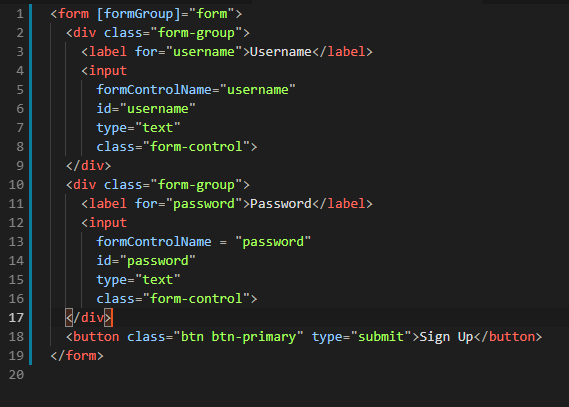 1 <form [formGroup]="form">
2 <div class="form-group">
3 <label for="username">Username</label>
4 <input
5 formControlName="username"
6 id="username"
7 type="text"
8 class="form-control">
9 </div>
10 <div class="form-group">
11 <label for="password">Password</label>
12 <input
13 formControlName = "password"
14 id="password"
15 type="text"
16 class="form-control">
17 </div>
18 <button class="btn btn-primary" type="submit">Sign Up</button>
19 </form>
20